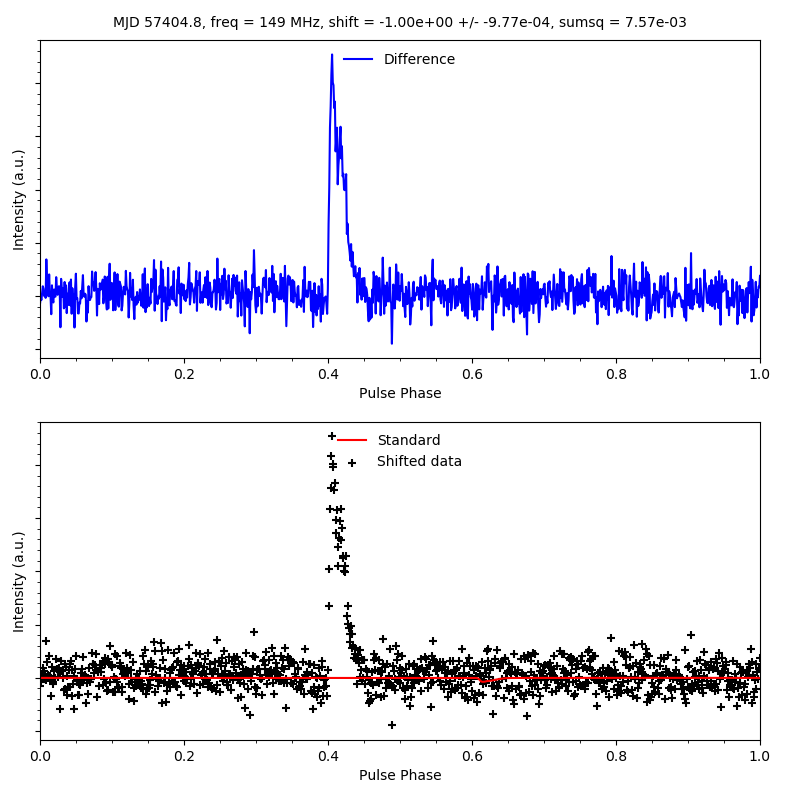 MJD 57404.8, freq = 149 MHz, shift = -1.00e+00 +/- -9.77e-04, sumsq = 7.57e-03
Difference
Intensity (a.u.)
0.0 0.2 0.4 0.6 0.8 1.0
Pulse Phase
Standard
Shifted data
Intensity (a.u.)
0.0 0.2 0.4 0.6 0.8 1.0
Pulse Phase